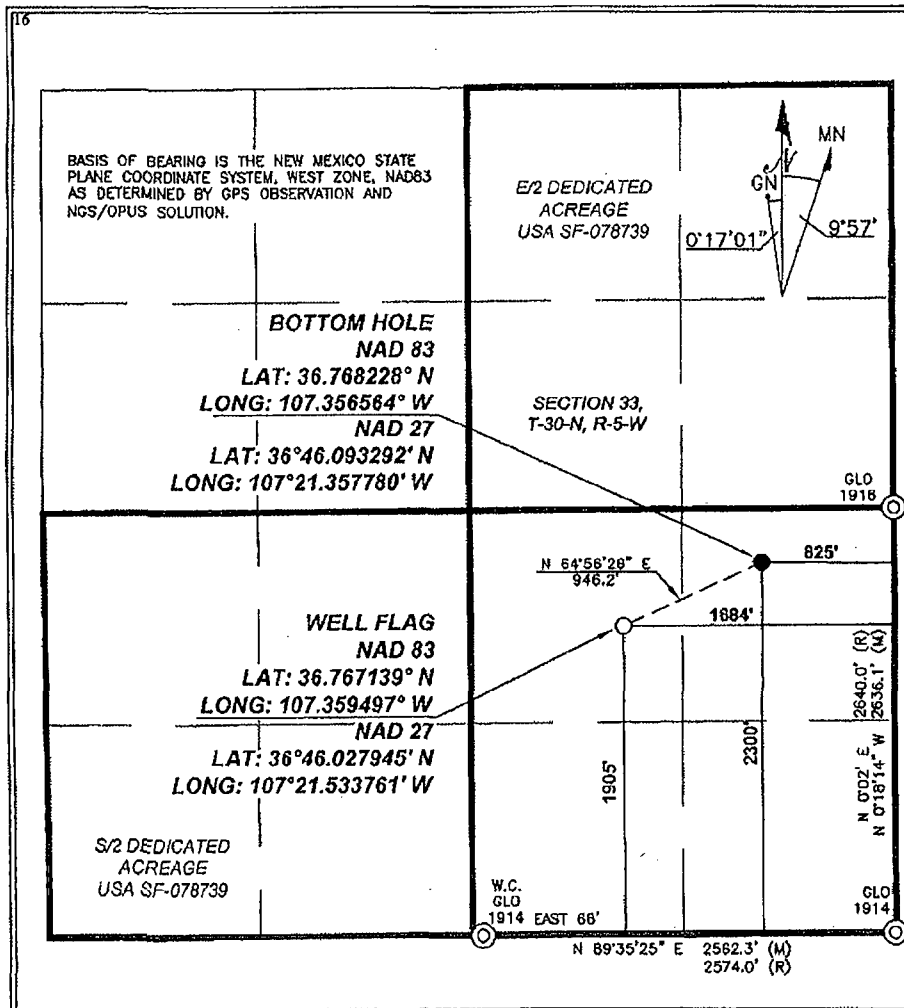 16
BASIS OF BEARING IS THE NEW MEXICO STATE
PLANE COORDINATE SYSTEM, WEST ZONE, NAD83
AS DETERMINED BY GPS OBSERVATION AND
NGS/OPUS SOLUTION.
E/2 DEDICATED
ACREAGE
USA SF-078739
N
MN
GN
0°17'01"
9°57'
BOTTOM HOLE
NAD 83
LAT: 36.768228° N
LONG: 107.356564° W
NAD 27
LAT: 36°46.093292' N
LONG: 107°21.357780' W
SECTION 33,
T-30-N, R-5-W
GLO
1918
N 64°56'28" E
946.2'
825'
1684'
WELL FLAG
NAD 83
LAT: 36.767139° N
LONG: 107.359497° W
NAD 27
LAT: 36°46.027945' N
LONG: 107°21.533761' W
1905'
2300'
N 0°02' E 2640.0' (R)
N 0°18'14" W 2636.1' (M)
S/2 DEDICATED
ACREAGE
USA SF-078739
W.C.
GLO
1914 EAST 66'
GLO
1914
N 89°35'25" E 2562.3' (M)
2574.0' (R)